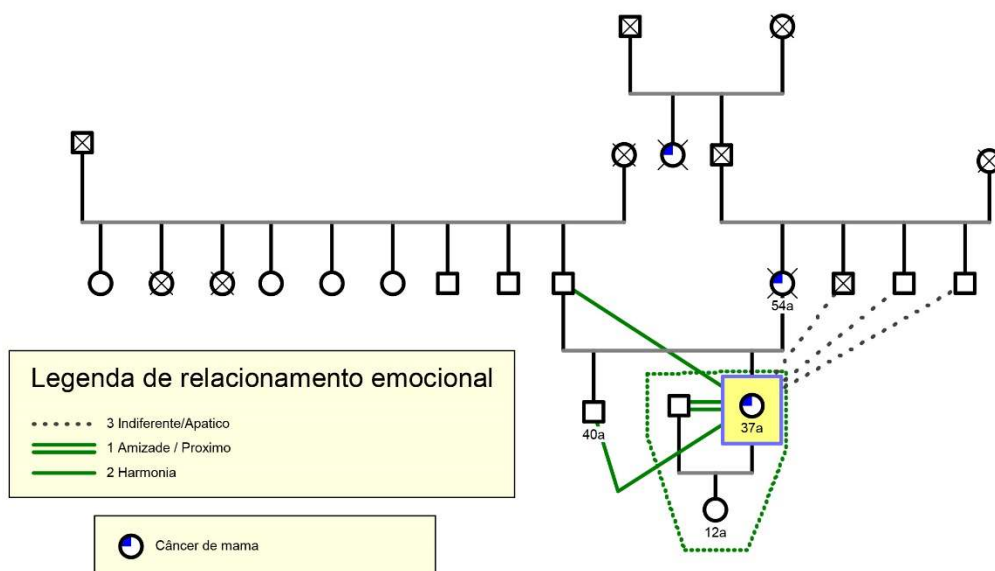 54a
40a
37a
12a
Legenda de relacionamento emocional
3 Indiferente/Apatico
1 Amizade / Proximo
2 Harmonia
Câncer de mama